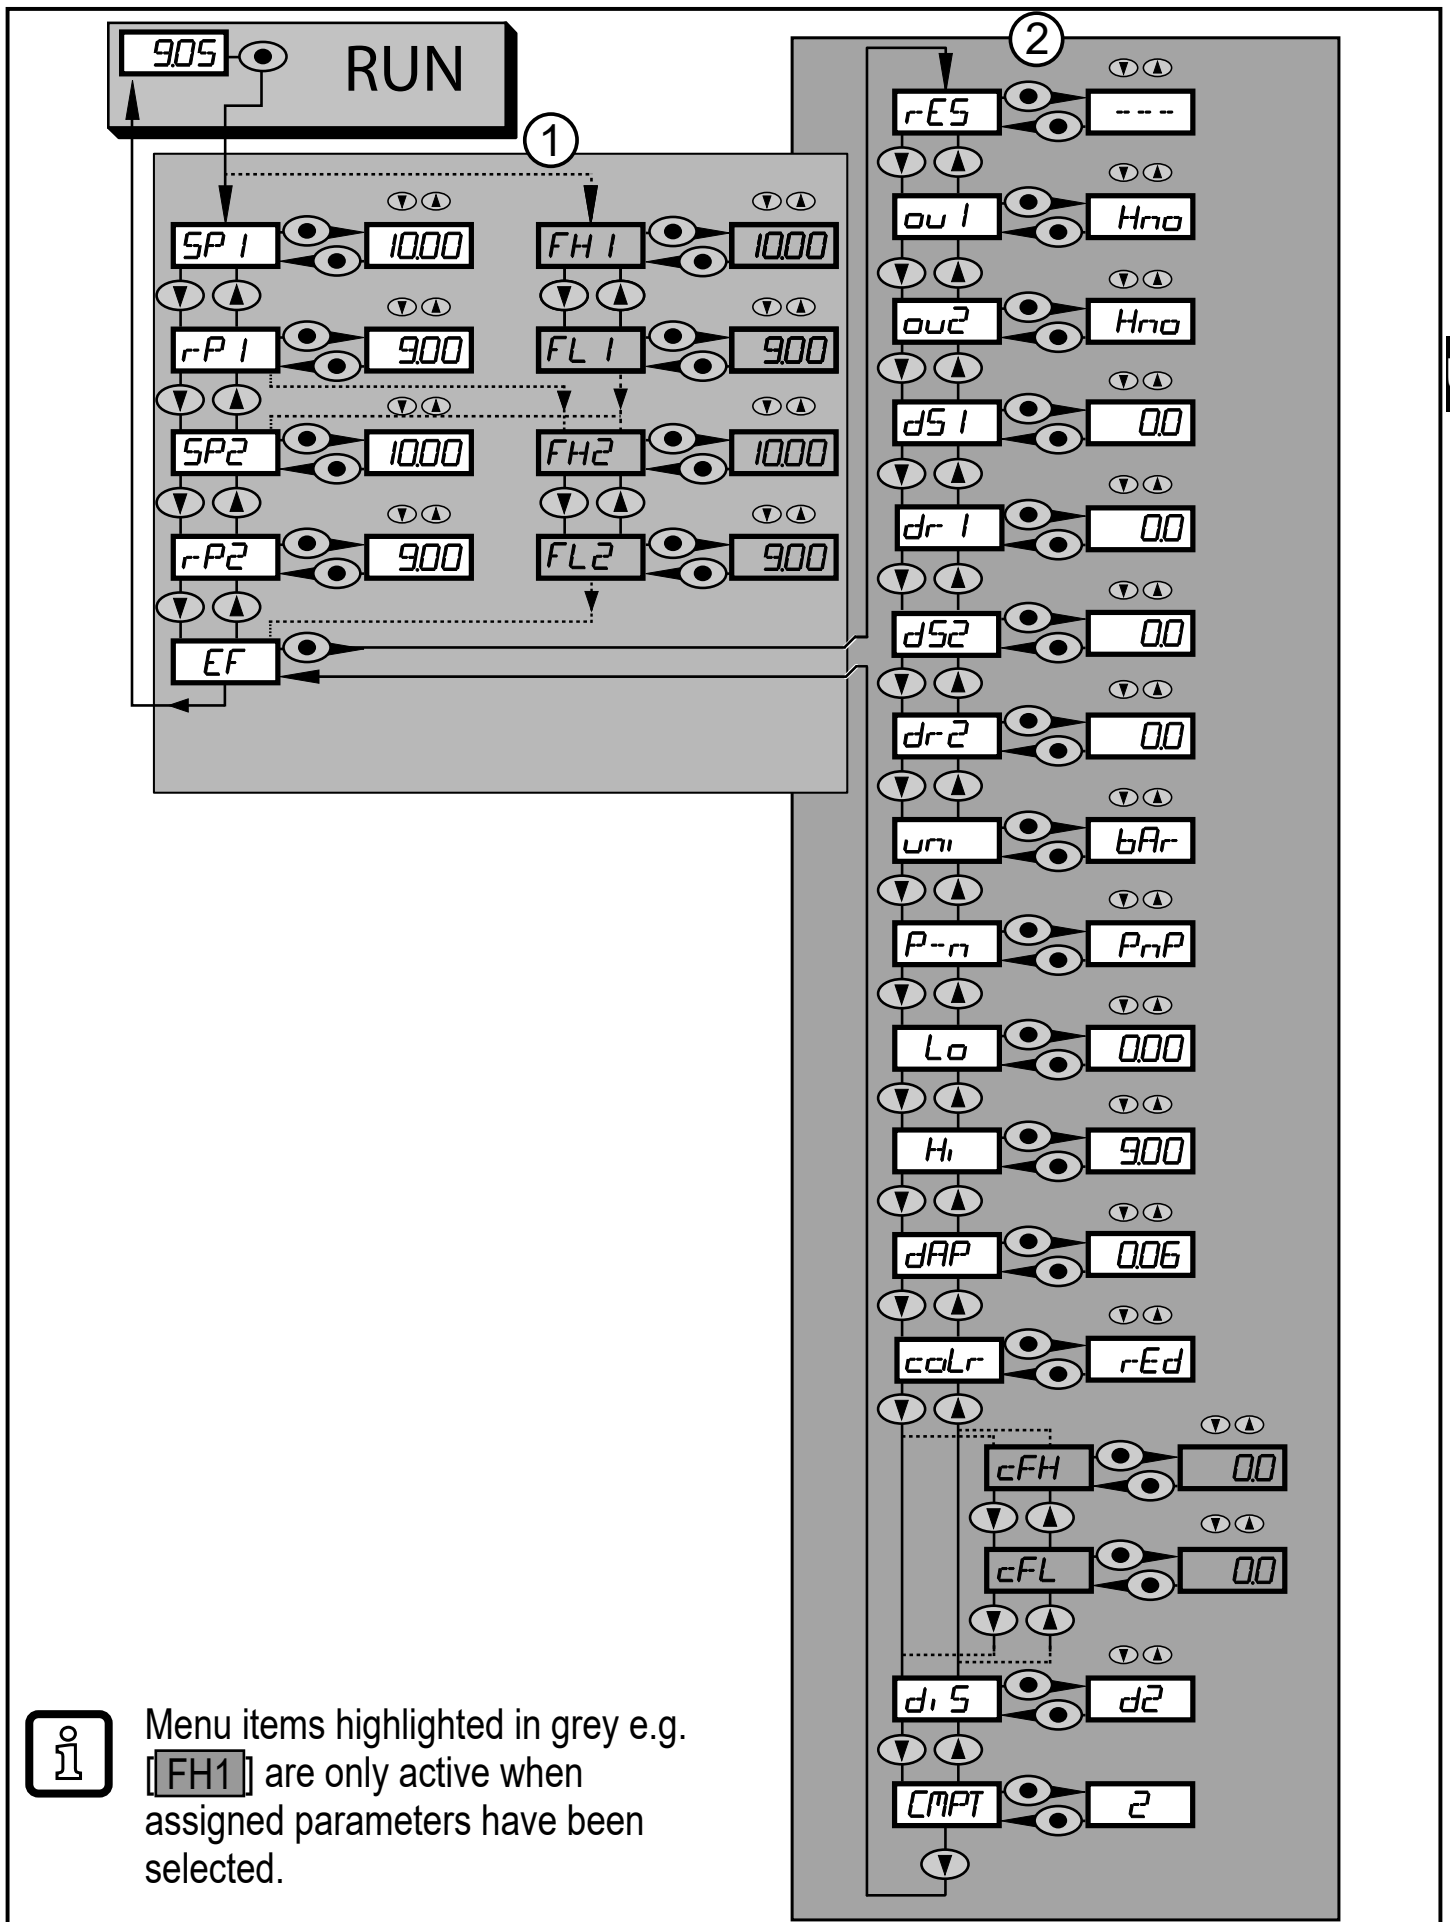 9.05
RUN
1
SP1 10.00 FH1 10.00
rP1 9.00 FL1 9.00
SP2 10.00 FH2 10.00
rP2 9.00 FL2 9.00
EF
2
rES - - -
ou1 Hno
ou2 Hno
dS1 0.0
dr1 0.0
dS2 0.0
dr2 0.0
uni bAr
P-n PnP
Lo 0.00
Hi 9.00
dAP 0.06
coLr rEd
cFH 0.0
cFL 0.0
diS d2
CMPT 2
i
Menu items highlighted in grey e.g.
[FH1] are only active when
assigned parameters have been
selected.